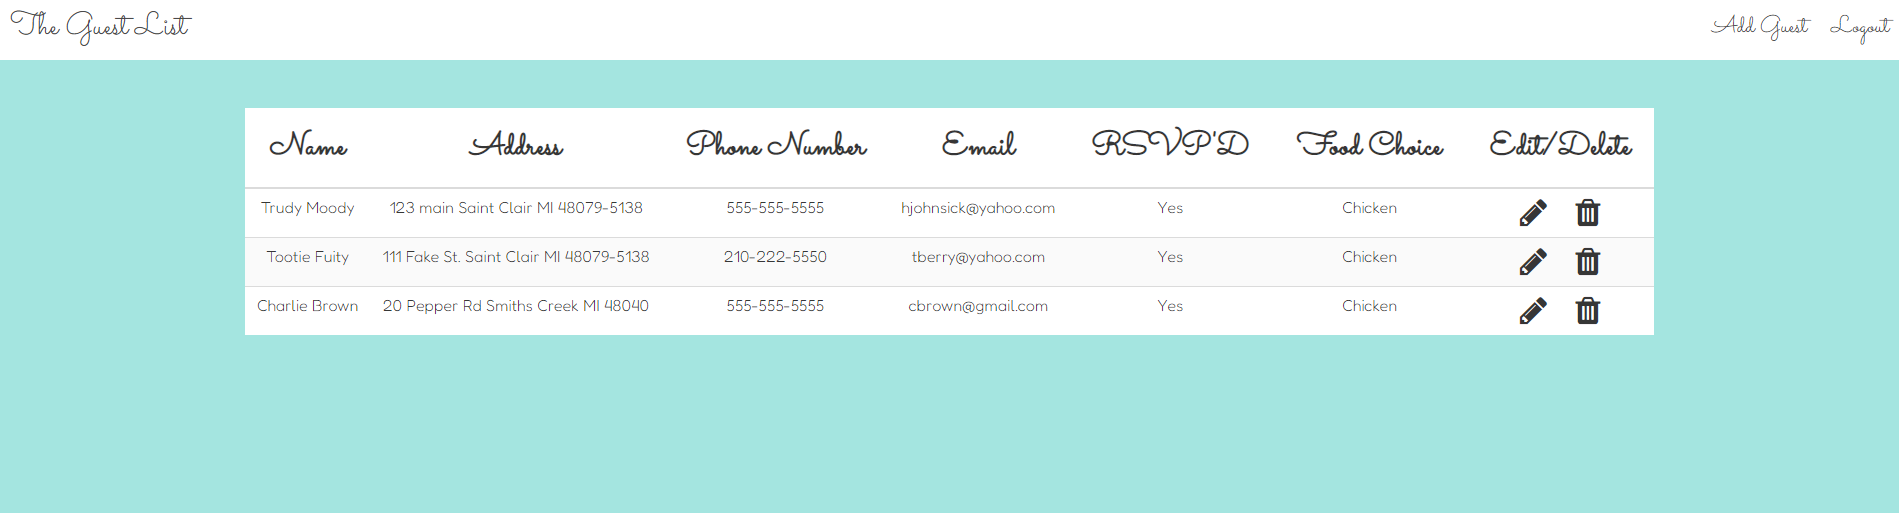 The Guest List Add Guest Logout
Name Address Phone Number Email RSVP'D Food Choice Edit/Delete
Trudy Moody 123 main Saint Clair MI 48079-5138 555-555-5555 hjohnsick@yahoo.com Yes Chicken
Tootie Fuity 111 Fake St. Saint Clair MI 48079-5138 210-222-5550 tberry@yahoo.com Yes Chicken
Charlie Brown 20 Pepper Rd Smiths Creek MI 48040 555-555-5555 cbrown@gmail.com Yes Chicken